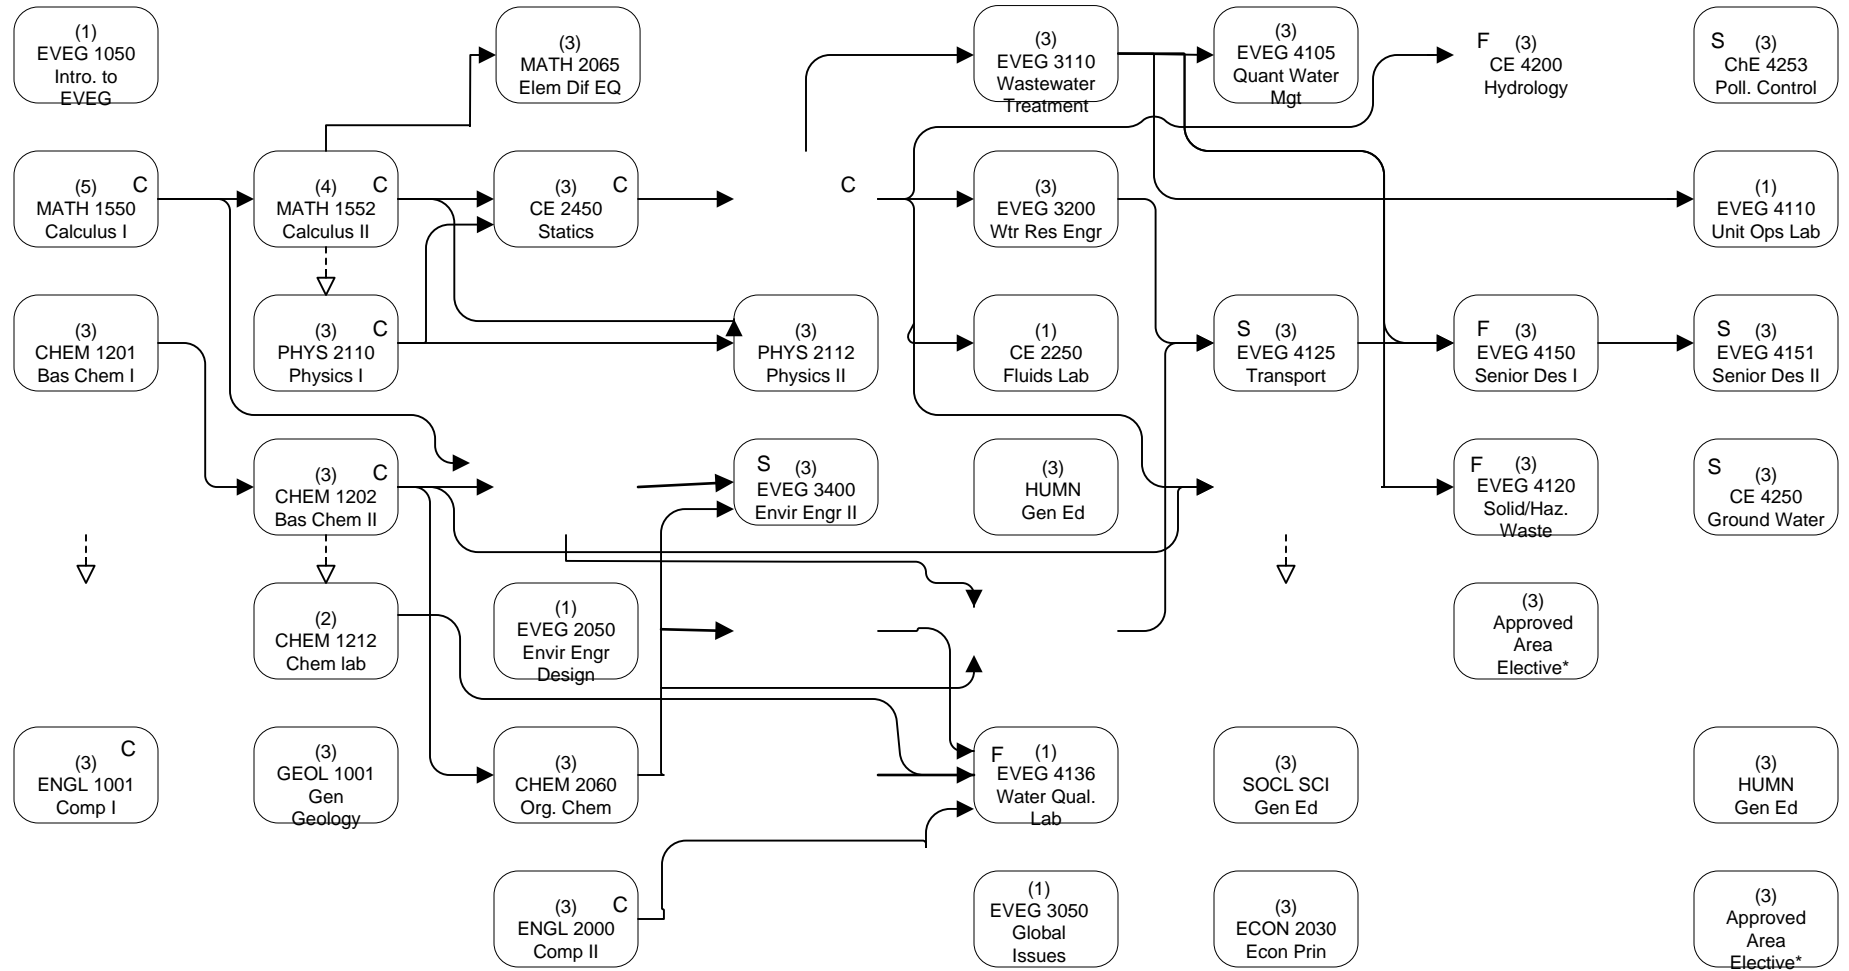 (1)
EVEG 1050
Intro. to
EVEG
(3)
MATH 2065
Elem Dif EQ
(3)
EVEG 3110
Wastewater
Treatment
(3)
EVEG 4105
Quant Water
Mgt
F (3)
CE 4200
Hydrology
S (3)
ChE 4253
Poll. Control
(5) C
MATH 1550
Calculus I
(4) C
MATH 1552
Calculus II
(3) C
CE 2450
Statics
C
(3)
EVEG 3200
Wtr Res Engr
(1)
EVEG 4110
Unit Ops Lab
(3)
CHEM 1201
Bas Chem I
(3) C
PHYS 2110
Physics I
(3)
PHYS 2112
Physics II
(1)
CE 2250
Fluids Lab
S (3)
EVEG 4125
Transport
F (3)
EVEG 4150
Senior Des I
S (3)
EVEG 4151
Senior Des II
(3) C
CHEM 1202
Bas Chem II
S (3)
EVEG 3400
Envir Engr II
(3)
HUMN
Gen Ed
F (3)
EVEG 4120
Solid/Haz.
Waste
S (3)
CE 4250
Ground Water
(2)
CHEM 1212
Chem lab
(1)
EVEG 2050
Envir Engr
Design
(3)
Approved
Area
Elective*
(3) C
ENGL 1001
Comp I
(3)
GEOL 1001
Gen
Geology
(3)
CHEM 2060
Org. Chem
F (1)
EVEG 4136
Water Qual.
Lab
(3)
SOCL SCI
Gen Ed
(3)
HUMN
Gen Ed
(3) C
ENGL 2000
Comp II
(1)
EVEG 3050
Global
Issues
(3)
ECON 2030
Econ Prin
(3)
Approved
Area
Elective*